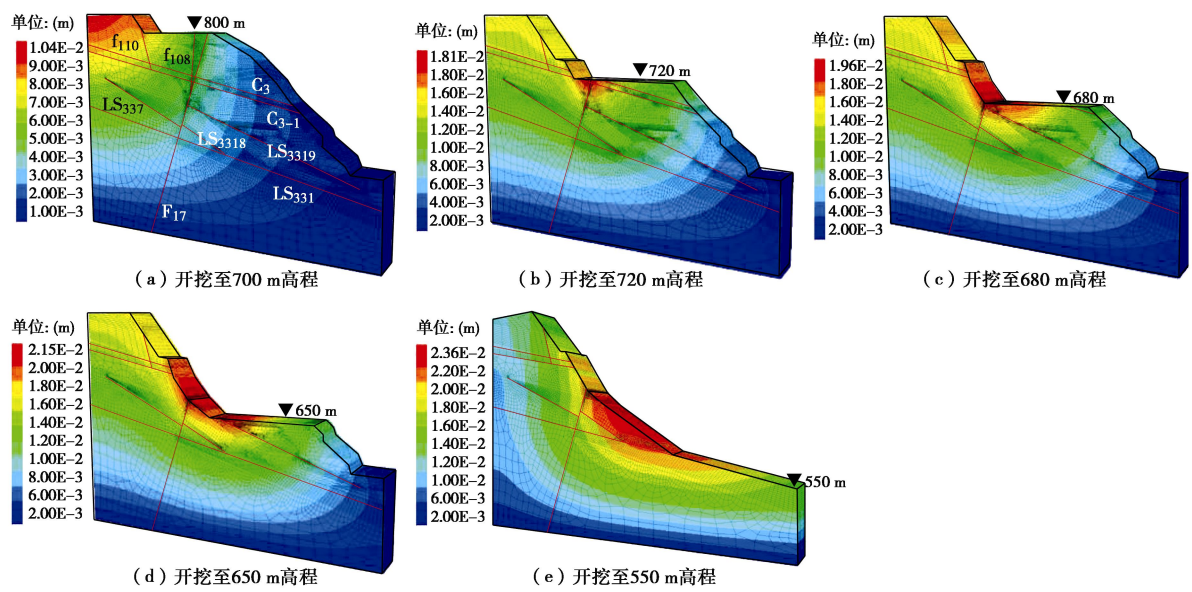 单位: (m)
1.04E-2
9.00E-3
8.00E-3
7.00E-3
6.00E-3
5.00E-3
4.00E-3
3.00E-3
2.00E-3
1.00E-3
▼800 m
f110
f108
C3
LS337
C3-1
LS3318
LS3319
LS331
F17
(a)开挖至700 m高程
单位: (m)
1.81E-2
1.80E-2
1.60E-2
1.40E-2
1.20E-2
1.00E-2
8.00E-3
6.00E-3
4.00E-3
2.00E-3
▼720 m
(b)开挖至720 m高程
单位: (m)
1.96E-2
1.80E-2
1.60E-2
1.40E-2
1.20E-2
1.00E-2
8.00E-3
6.00E-3
4.00E-3
2.00E-3
▼680 m
(c)开挖至680 m高程
单位: (m)
2.15E-2
2.00E-2
1.80E-2
1.60E-2
1.40E-2
1.20E-2
1.00E-2
8.00E-3
6.00E-3
2.00E-3
▼650 m
(d)开挖至650 m高程
单位: (m)
2.36E-2
2.20E-2
2.00E-2
1.80E-2
1.60E-2
1.40E-2
1.20E-2
1.00E-2
6.00E-3
2.00E-3
▼550 m
(e)开挖至550 m高程